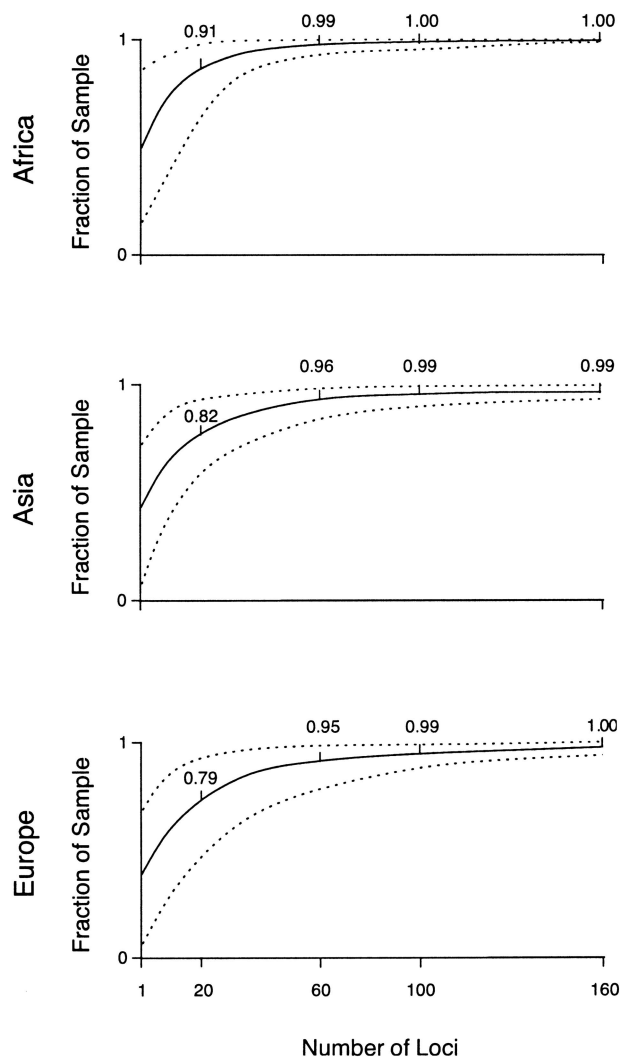 0.91 0.99 1.00 1.00
1
Africa
Fraction of Sample
0
0.96 0.99 0.99
1
0.82
Asia
Fraction of Sample
0
0.95 0.99 1.00
1
0.79
Europe
Fraction of Sample
0
1 20 60 100 160
Number of Loci